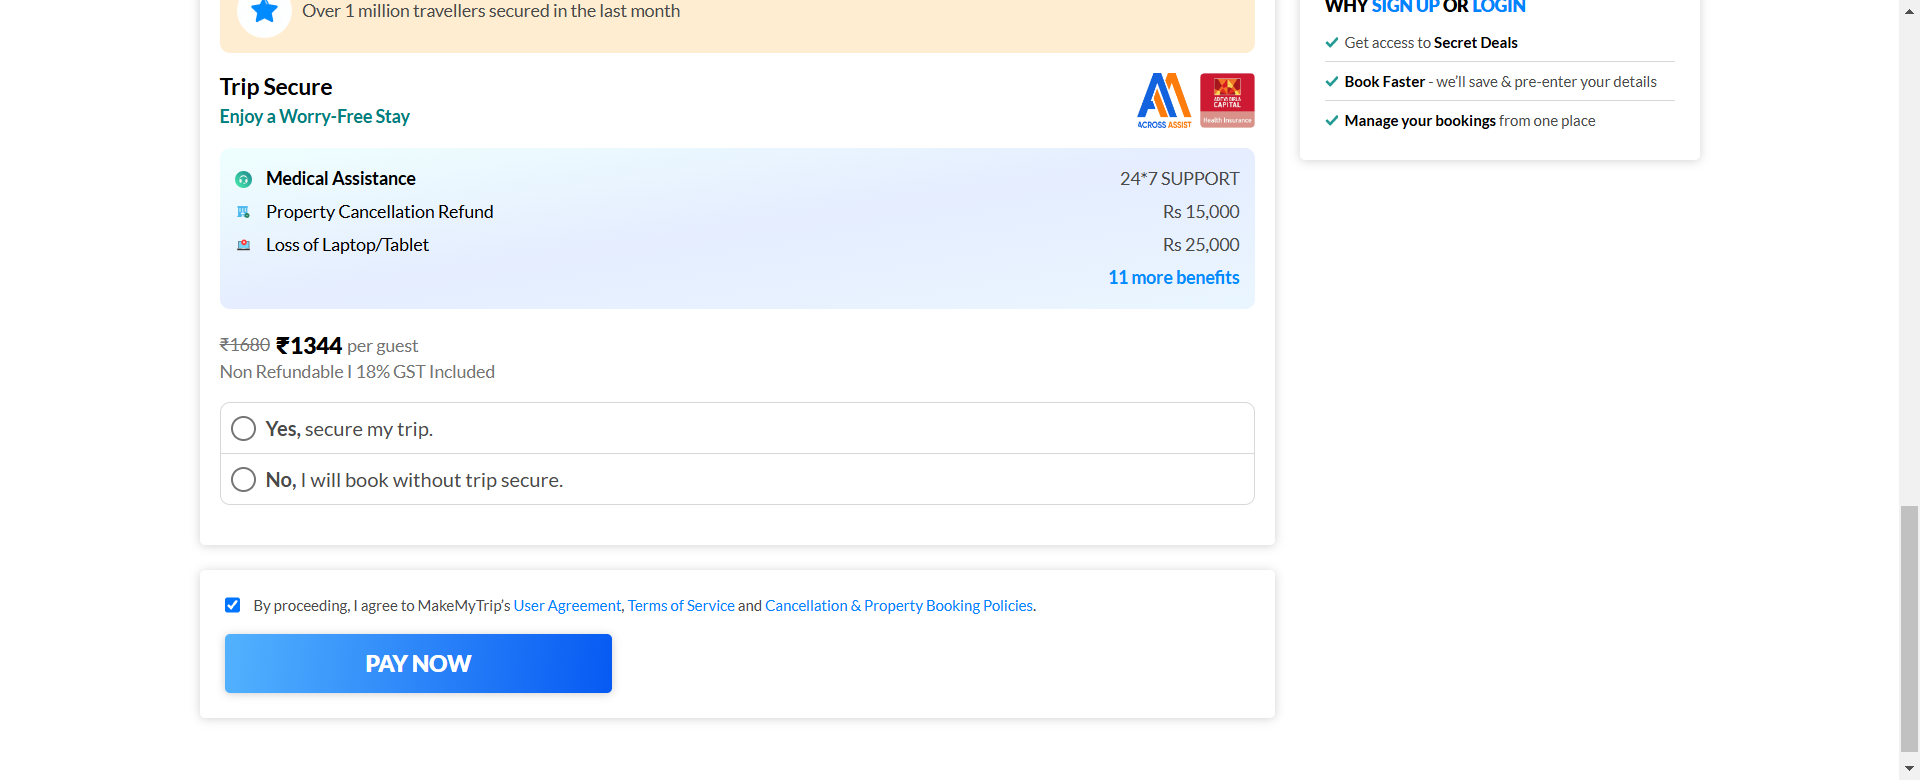 Over 1 million travellers secured in the last month
Trip Secure
Enjoy a Worry-Free Stay
ACROSS ASSIST
ADITYA BIRLA
CAPITAL
Health Insurance
Medical Assistance 24*7 SUPPORT
Property Cancellation Refund Rs 15,000
Loss of Laptop/Tablet Rs 25,000
11 more benefits
₹1680 ₹1344 per guest
Non Refundable I 18% GST Included
Yes, secure my trip.
No, I will book without trip secure.
By proceeding, I agree to MakeMyTrip’s User Agreement, Terms of Service and Cancellation & Property Booking Policies.
PAY NOW
WHY SIGN UP OR LOGIN
Get access to Secret Deals
Book Faster - we’ll save & pre-enter your details
Manage your bookings from one place